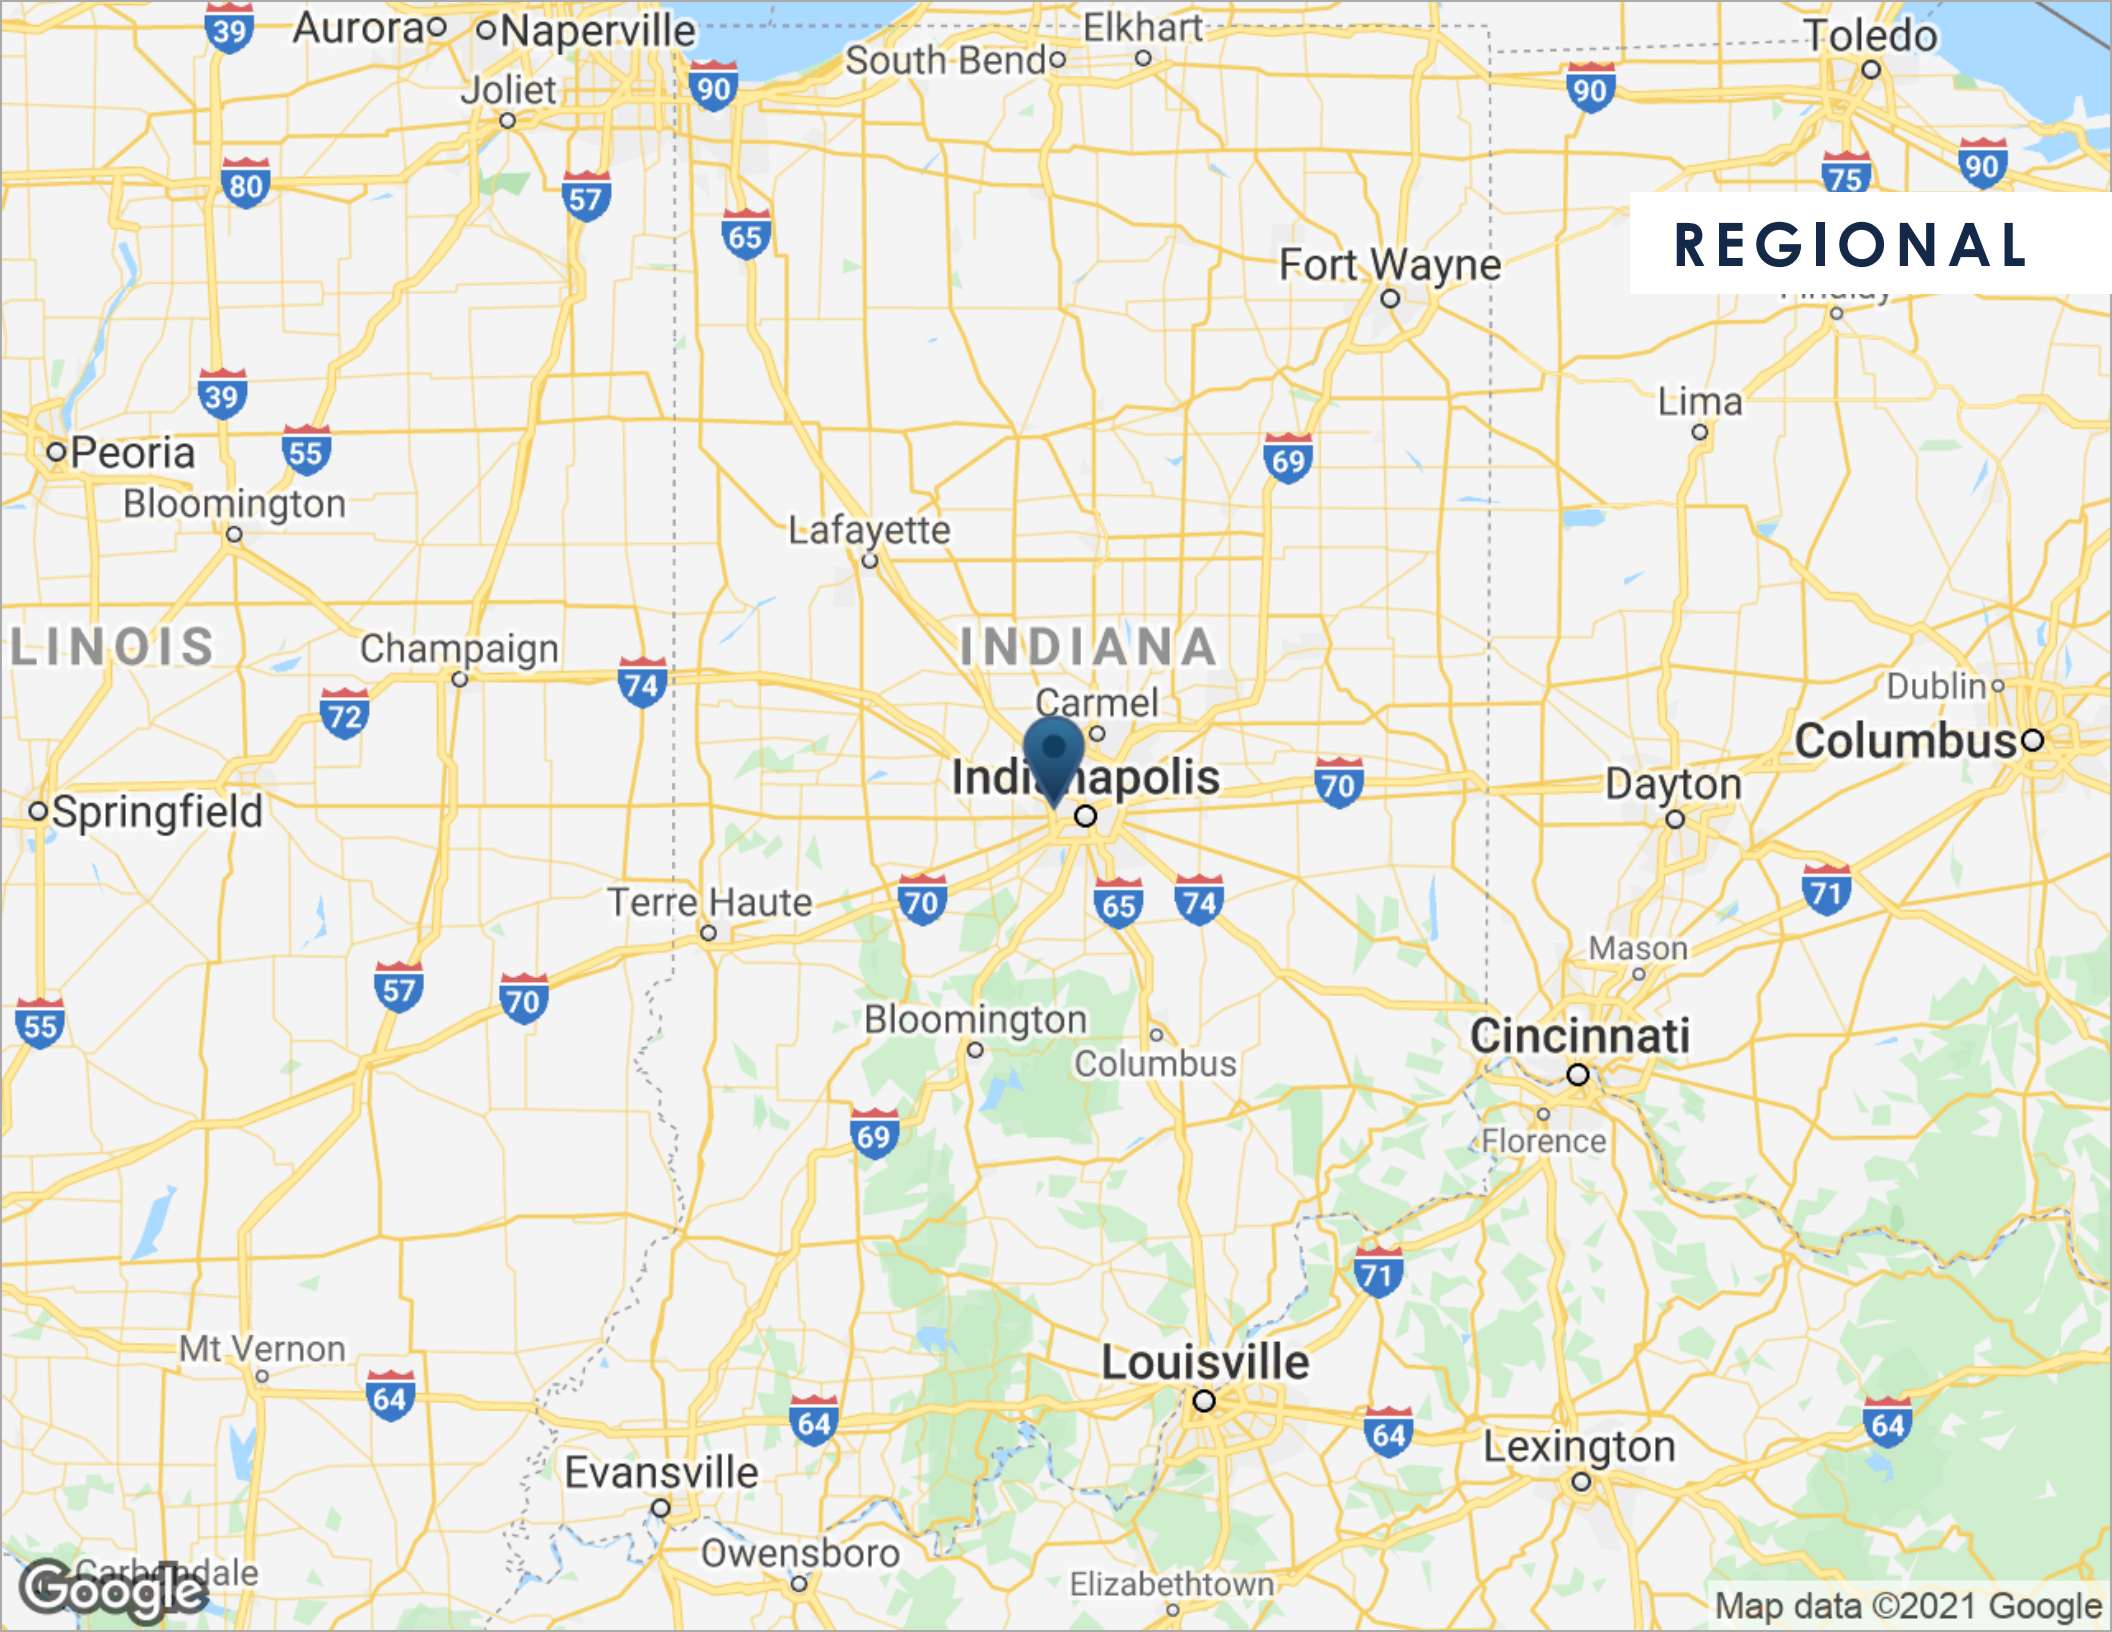 39
Aurora
Naperville
Elkhart
South Bend
Toledo
Joliet
90
90
80
57
75
90
65
REGIONAL
Fort Wayne
Findlay
39
Lima
Peoria
55
69
Bloomington
Lafayette
LINOIS
Champaign
INDIANA
74
Carmel
Dublin
72
Columbus
Indianapolis
70
Dayton
Springfield
Terre Haute
70
65
74
71
Mason
57
70
55
Bloomington
Columbus
Cincinnati
69
Florence
71
Mt Vernon
64
Louisville
64
64
64
Evansville
Lexington
Owensboro
Carbondale
Google
Elizabethtown
Map data ©2021 Google